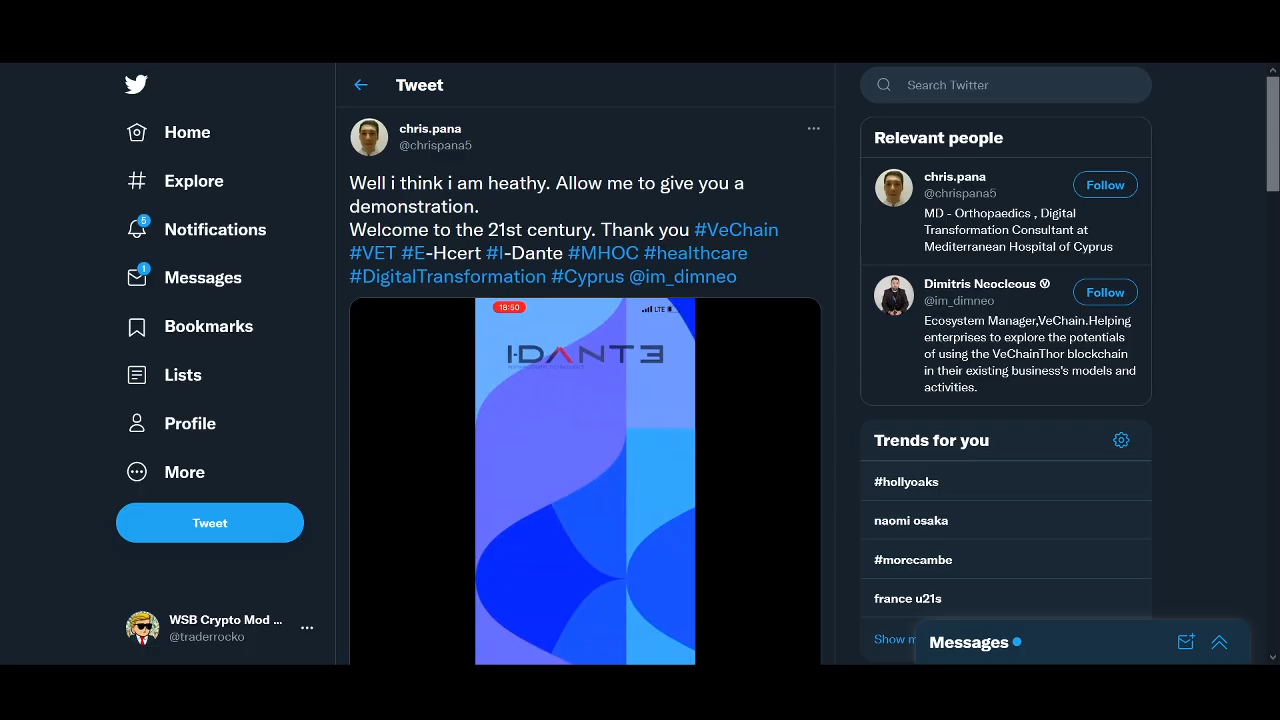 Home
Explore
5
Notifications
1
Messages
Bookmarks
Lists
Profile
More
Tweet
WSB Crypto Mod ...
@traderrocko
Tweet
chris.pana
@chrispana5
Well i think i am heathy. Allow me to give you a
demonstration.
Welcome to the 21st century. Thank you #VeChain
#VET #E-Hcert #I-Dante #MHOC #healthcare
#DigitalTransformation #Cyprus @im_dimneo
18:50
LTE
I-DANTE
Search Twitter
Relevant people
chris.pana
@chrispana5
Follow
MD - Orthopaedics , Digital
Transformation Consultant at
Mediterranean Hospital of Cyprus
Dimitris Neocleous Ⓥ
@im_dimneo
Follow
Ecosystem Manager,VeChain.Helping
enterprises to explore the potentials
of using the VeChainThor blockchain
in their existing business's models and
activities.
Trends for you
#hollyoaks
naomi osaka
#morecambe
france u21s
Show m
Messages